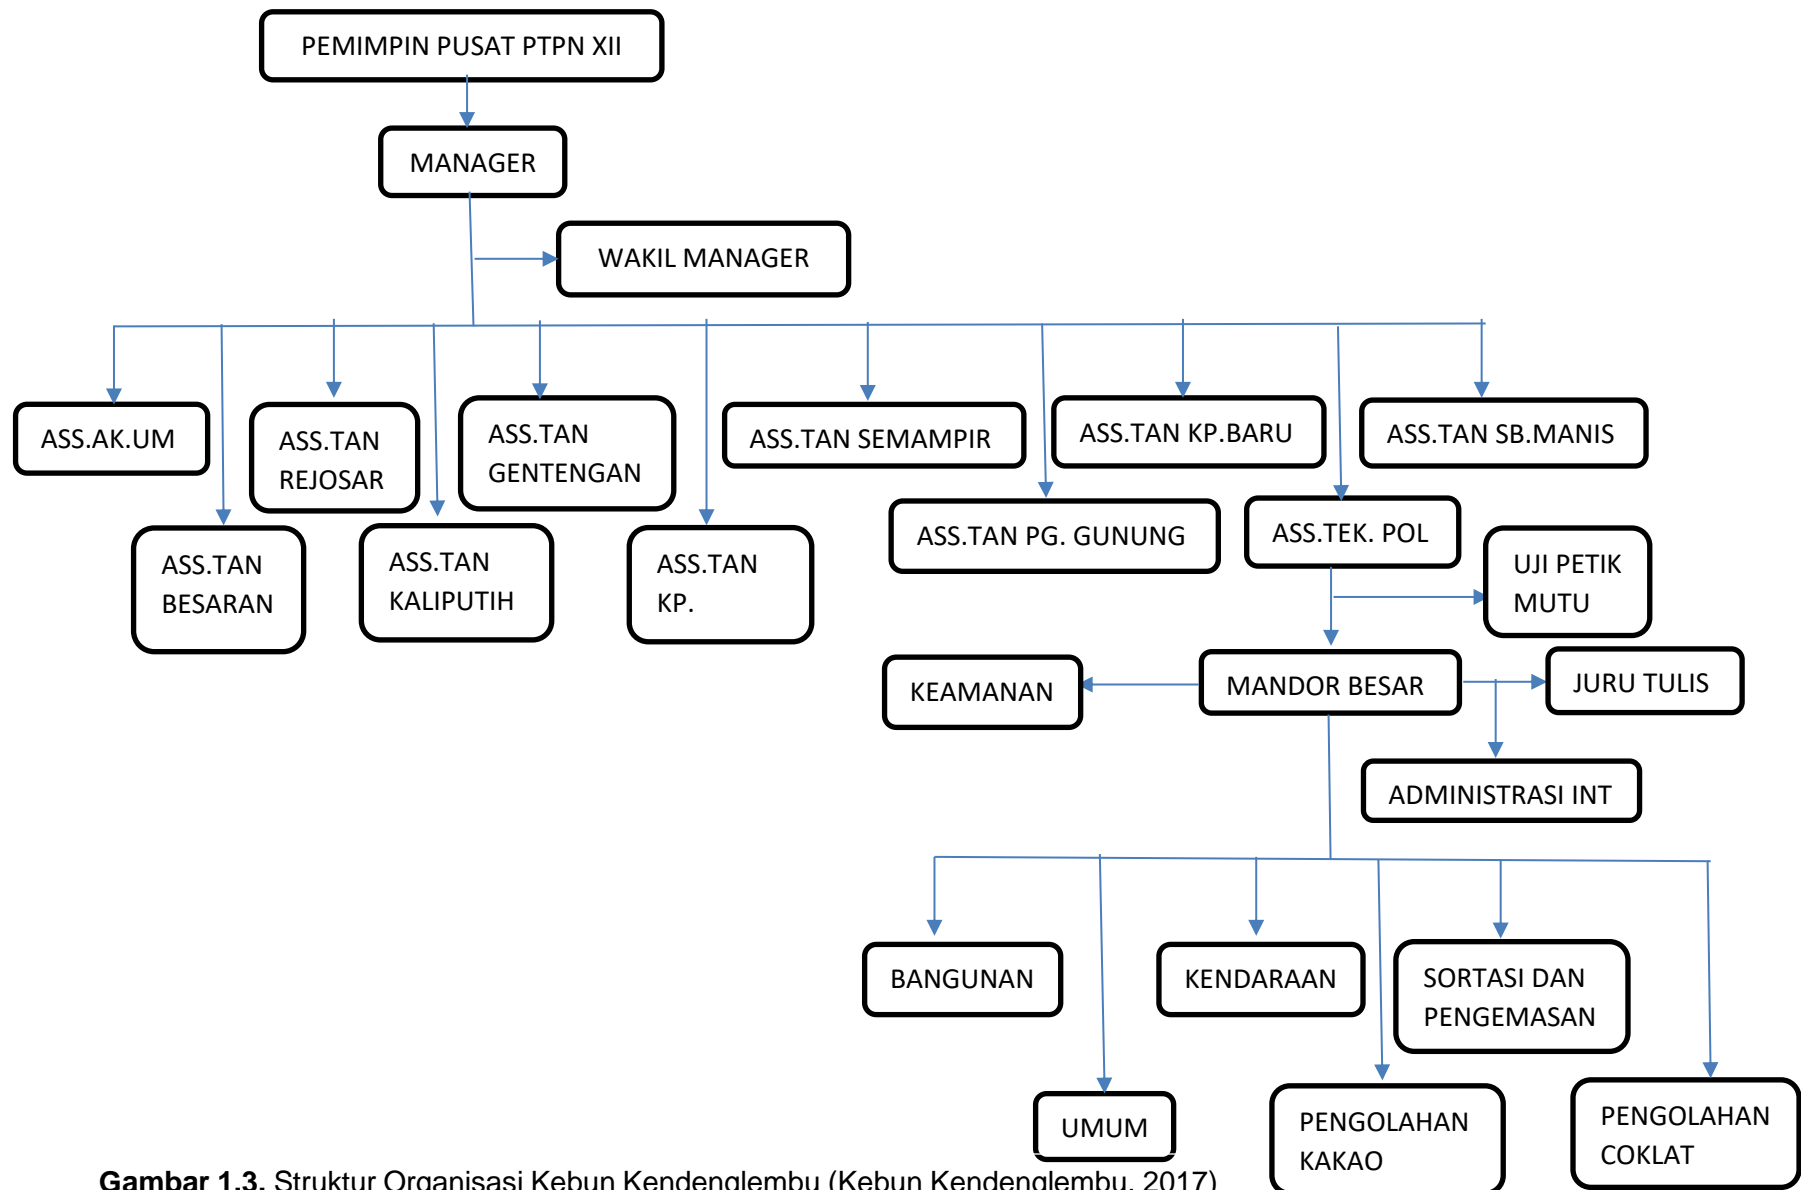 PEMIMPIN PUSAT PTPN XII
MANAGER
WAKIL MANAGER
ASS.AK.UM
ASS.TAN
REJOSAR
ASS.TAN
GENTENGAN
ASS.TAN SEMAMPIR
ASS.TAN KP.BARU
ASS.TAN SB.MANIS
ASS.TAN
BESARAN
ASS.TAN
KALIPUTIH
ASS.TAN
KP.
ASS.TAN PG. GUNUNG
ASS.TEK. POL
UJI PETIK
MUTU
KEAMANAN
MANDOR BESAR
JURU TULIS
ADMINISTRASI INT
BANGUNAN
KENDARAAN
SORTASI DAN
PENGEMASAN
UMUM
PENGOLAHAN
KAKAO
PENGOLAHAN
COKLAT
Gambar 1.3. Struktur Organisasi Kebun Kendenglembu (Kebun Kendenglembu, 2017)